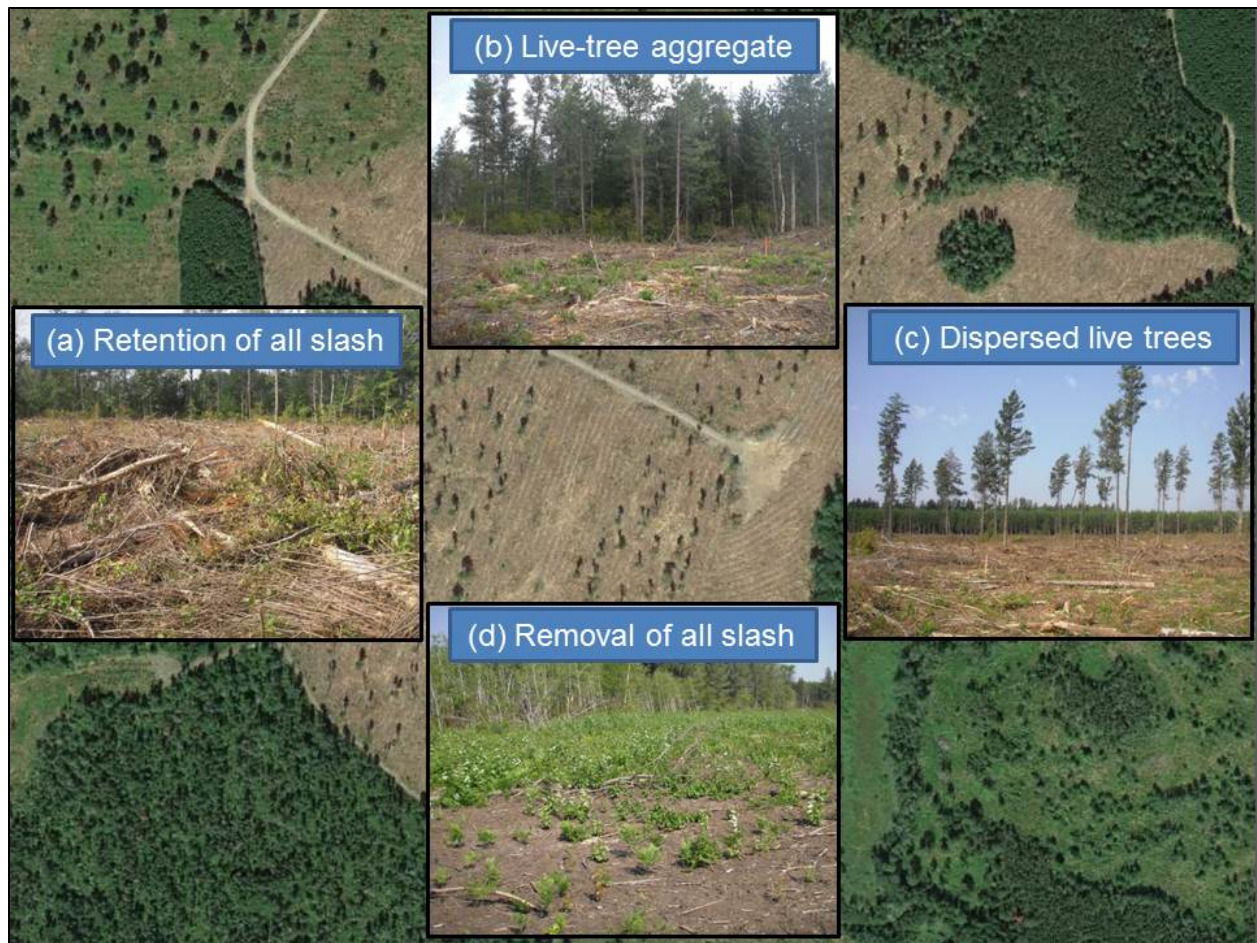 (b) Live-tree aggregate
(a) Retention of all slash
(c) Dispersed live trees
(d) Removal of all slash